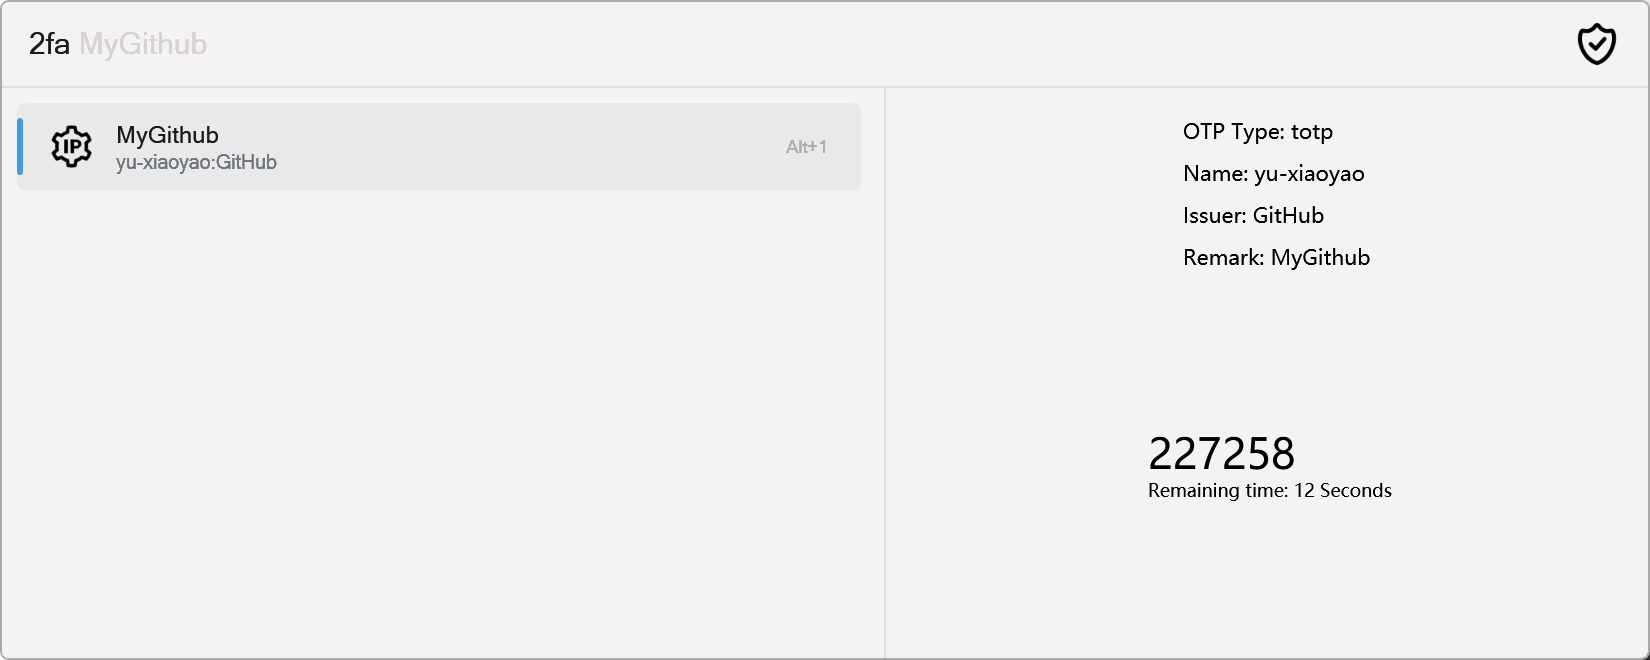 2fa MyGithub
IP
MyGithub
yu-xiaoyao:GitHub
Alt+1
OTP Type: totp
Name: yu-xiaoyao
Issuer: GitHub
Remark: MyGithub
227258
Remaining time: 12 Seconds